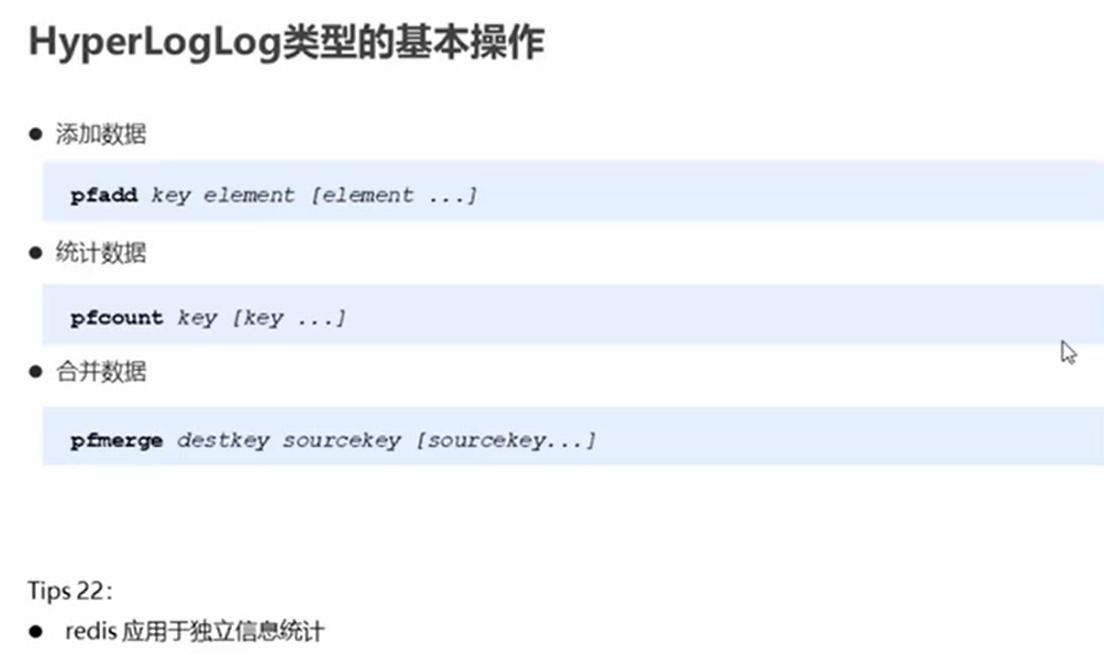 HyperLogLog类型的基本操作
● 添加数据
pfadd key element [element ...]
● 统计数据
pfcount key [key ...]
● 合并数据
pfmerge destkey sourcekey [sourcekey...]
Tips 22：
● redis 应用于独立信息统计